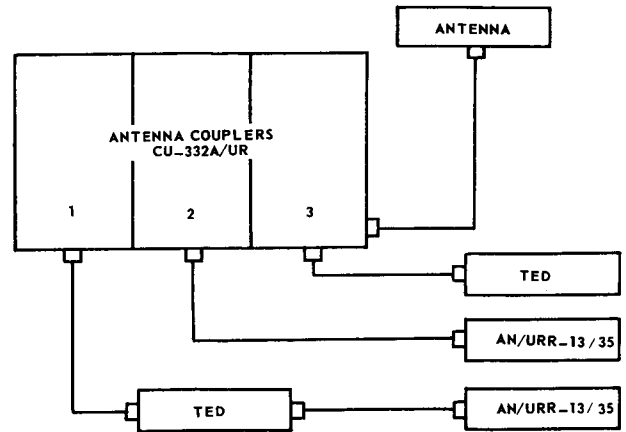 ANTENNA
ANTENNA COUPLERS
CU-332A/UR
1
2
3
TED
AN/URR-13/35
TED
AN/URR-13/35